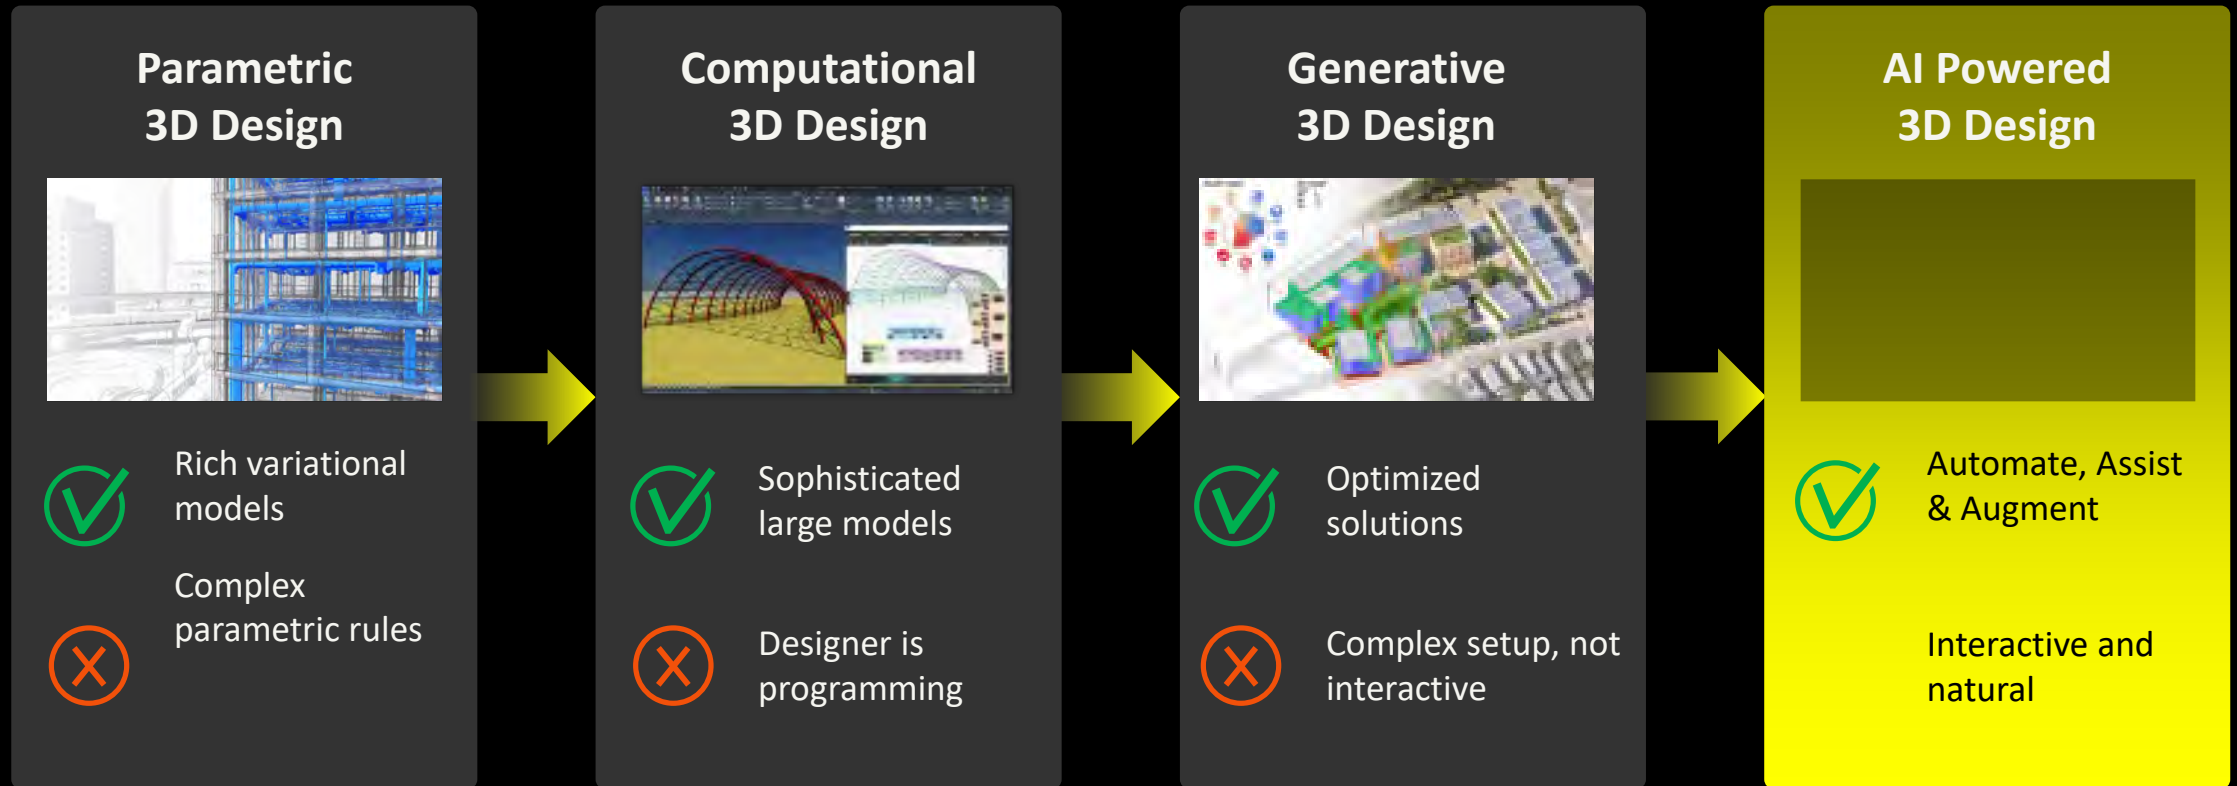 Parametric
3D Design
Rich variational
models
Complex
parametric rules
Computational
3D Design
Sophisticated
large models
Designer is
programming
Generative
3D Design
Optimized
solutions
Complex setup, not
interactive
AI Powered
3D Design
Automate, Assist
& Augment
Interactive and
natural